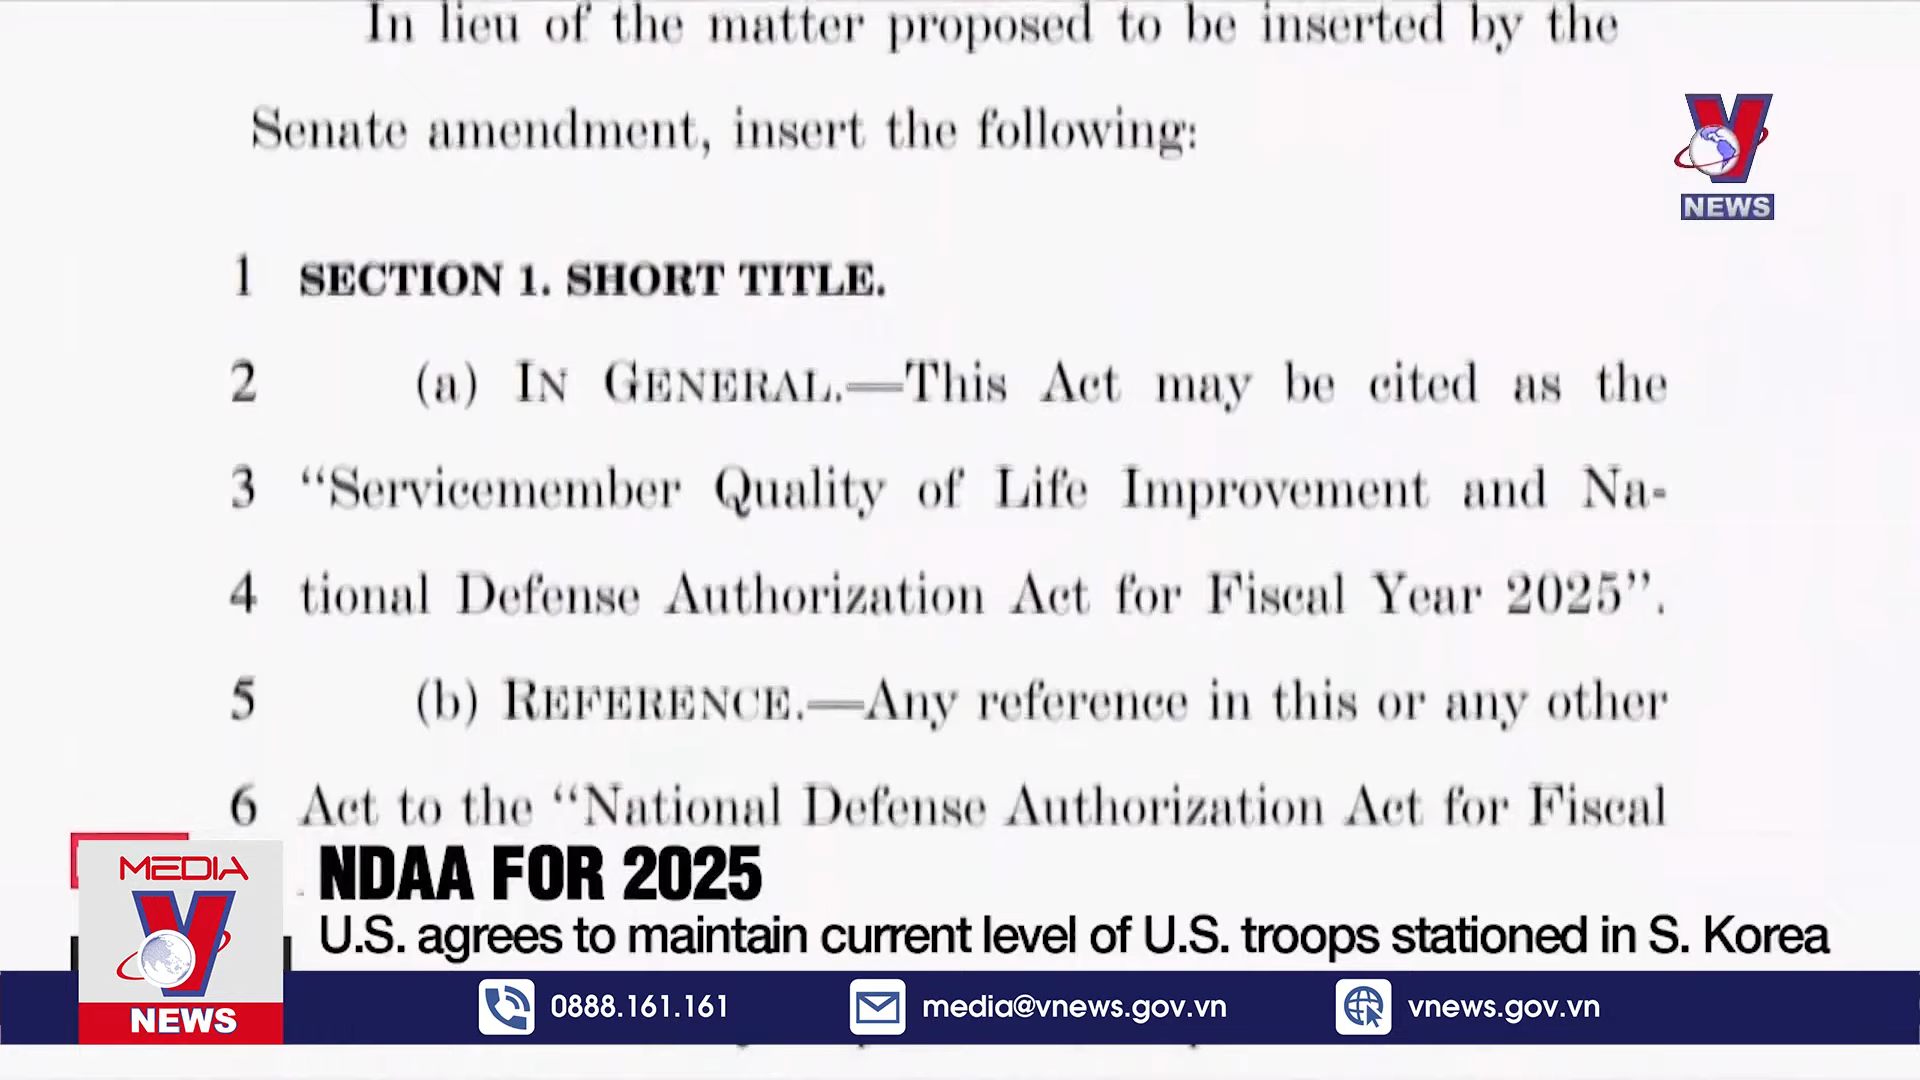 In lieu of the matter proposed to be inserted by the
Senate amendment, insert the following:
NEWS
1 SECTION 1. SHORT TITLE.
2 (a) IN GENERAL.—This Act may be cited as the
3 ‘‘Servicemember Quality of Life Improvement and Na-
4 tional Defense Authorization Act for Fiscal Year 2025’’.
5 (b) REFERENCE.—Any reference in this or any other
6 Act to the ‘‘National Defense Authorization Act for Fiscal
MEDIA
V
NEWS
NDAA FOR 2025
U.S. agrees to maintain current level of U.S. troops stationed in S. Korea
0888.161.161
media@vnews.gov.vn
vnews.gov.vn